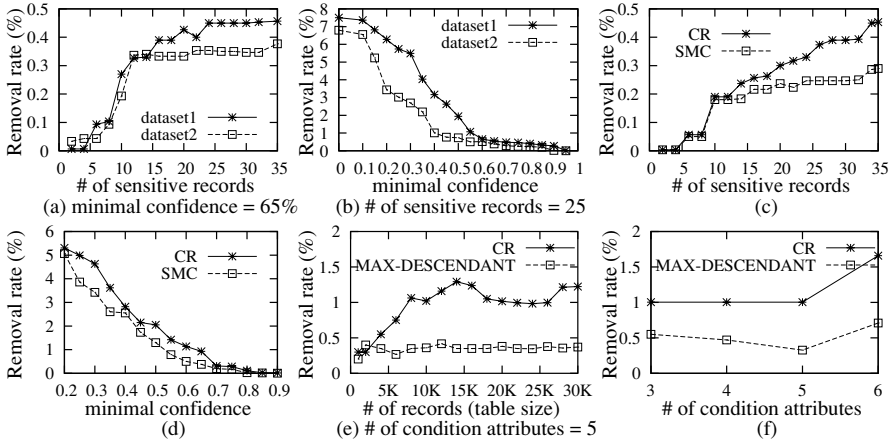 Removal rate (%)
0.5
0.4
0.3
0.2
0.1
0
dataset1
dataset2
0 5 10 15 20 25 30 35
# of sensitive records
(a) minimal confidence = 65%
Removal rate (%)
8
7
6
5
4
3
2
1
0
dataset1
dataset2
0 0.1 0.2 0.3 0.4 0.5 0.6 0.7 0.8 0.9 1
minimal confidence
(b) # of sensitive records = 25
Removal rate (%)
0.5
0.4
0.3
0.2
0.1
0
CR
SMC
0 5 10 15 20 25 30 35
# of sensitive records
(c)
Removal rate (%)
6
5
4
3
2
1
0
CR
SMC
0.2 0.3 0.4 0.5 0.6 0.7 0.8 0.9
minimal confidence
(d)
Removal rate (%)
2
1.5
1
0.5
0
CR
MAX-DESCENDANT
0 5K 10K 15K 20K 25K 30K
# of records (table size)
(e) # of condition attributes = 5
Removal rate (%)
2
1.5
1
0.5
0
CR
MAX-DESCENDANT
3 4 5 6
# of condition attributes
(f)